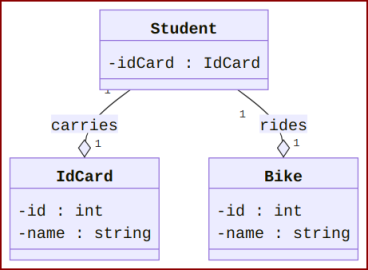 Student
-idCard : IdCard
1
carries
1
1
rides
1
IdCard
-id : int
-name : string
Bike
-id : int
-name : string